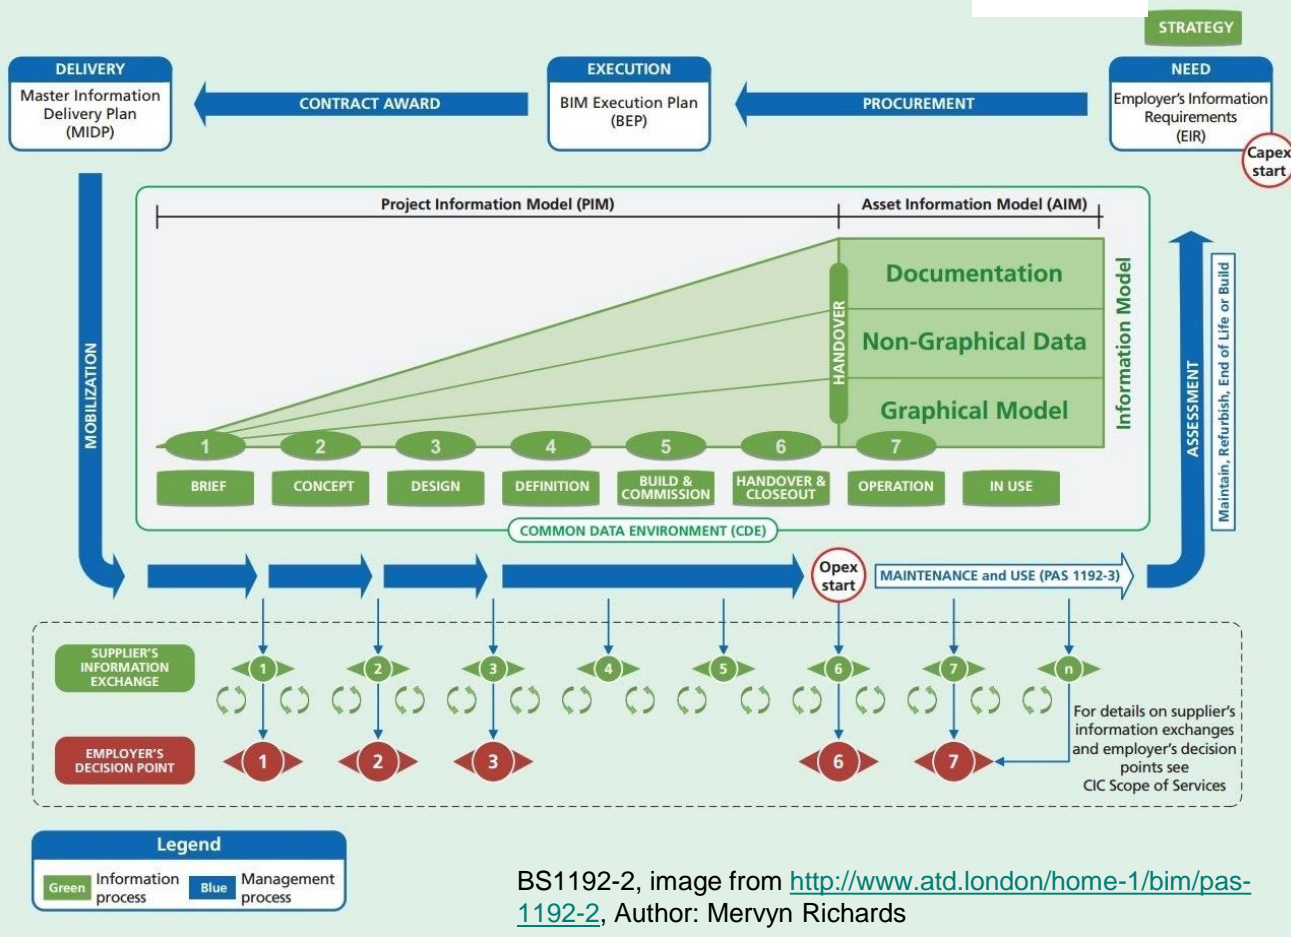 STRATEGY
DELIVERY
Master Information
Delivery Plan
(MIDP)
CONTRACT AWARD
EXECUTION
BIM Execution Plan
(BEP)
PROCUREMENT
NEED
Employer's Information
Requirements
(EIR)
Capex
start
Project Information Model (PIM)
Asset Information Model (AIM)
MOBILIZATION
HANDOVER
Documentation
Non-Graphical Data
Graphical Model
Information Model
ASSESSMENT
Maintain, Refurbish, End of Life or Build
1 2 3 4 5 6 7
BRIEF
CONCEPT
DESIGN
DEFINITION
BUILD &
COMMISSION
HANDOVER &
CLOSEOUT
OPERATION
IN USE
COMMON DATA ENVIRONMENT (CDE)
Opex
start
MAINTENANCE and USE (PAS 1192-3)
SUPPLIER'S
INFORMATION
EXCHANGE
1 2 3 4 5 6 7 n
EMPLOYER'S
DECISION POINT
1 2 3 6 7
For details on supplier's
information exchanges
and employer's decision
points see
CIC Scope of Services
Legend
Green
Information
process
Blue
Management
process
BS1192-2, image from http://www.atd.london/home-1/bim/pas-
1192-2, Author: Mervyn Richards